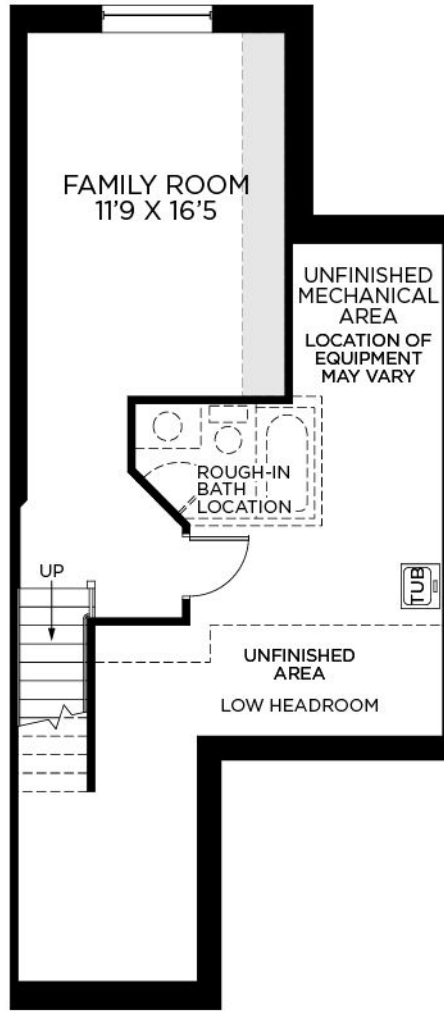 FAMILY ROOM
11'9 X 16'5
UNFINISHED
MECHANICAL
AREA
LOCATION OF
EQUIPMENT
MAY VARY
ROUGH-IN
BATH
LOCATION
UP
TUB
UNFINISHED
AREA
LOW HEADROOM